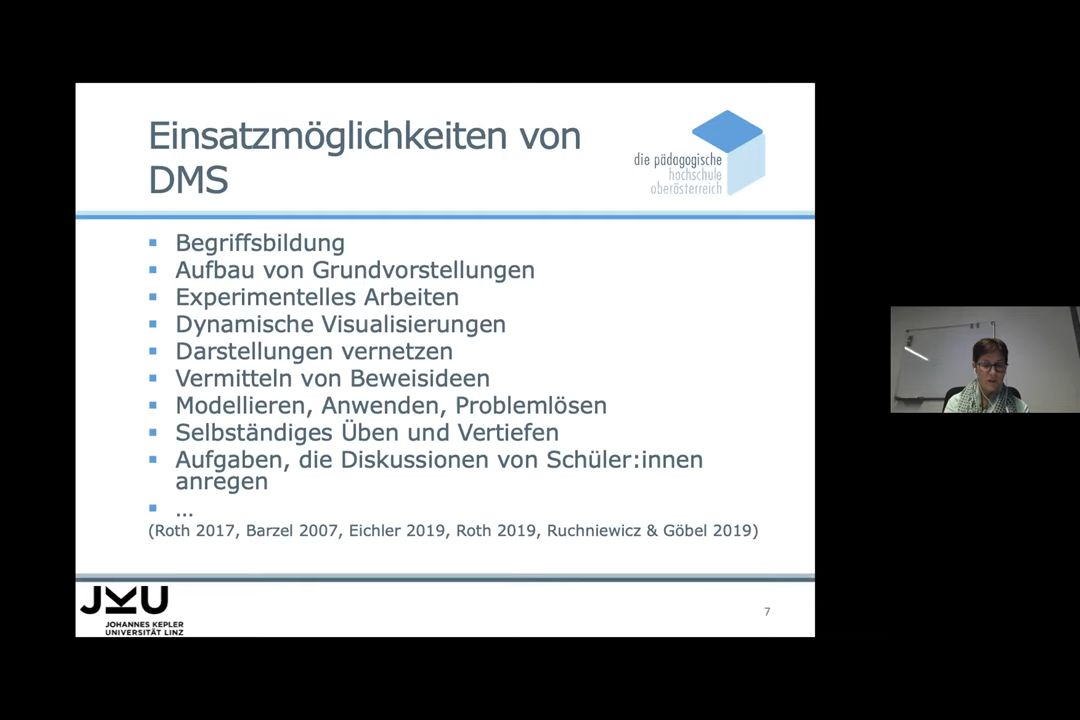 Einsatzmöglichkeiten von
DMS
die pädagogische
hochschule
oberösterreich
Begriffsbildung
Aufbau von Grundvorstellungen
Experimentelles Arbeiten
Dynamische Visualisierungen
Darstellungen vernetzen
Vermitteln von Beweisideen
Modellieren, Anwenden, Problemlösen
Selbständiges Üben und Vertiefen
Aufgaben, die Diskussionen von Schüler:innen
anregen
...
(Roth 2017, Barzel 2007, Eichler 2019, Roth 2019, Ruchniewicz & Göbel 2019)
JKU
JOHANNES KEPLER
UNIVERSITÄT LINZ
7